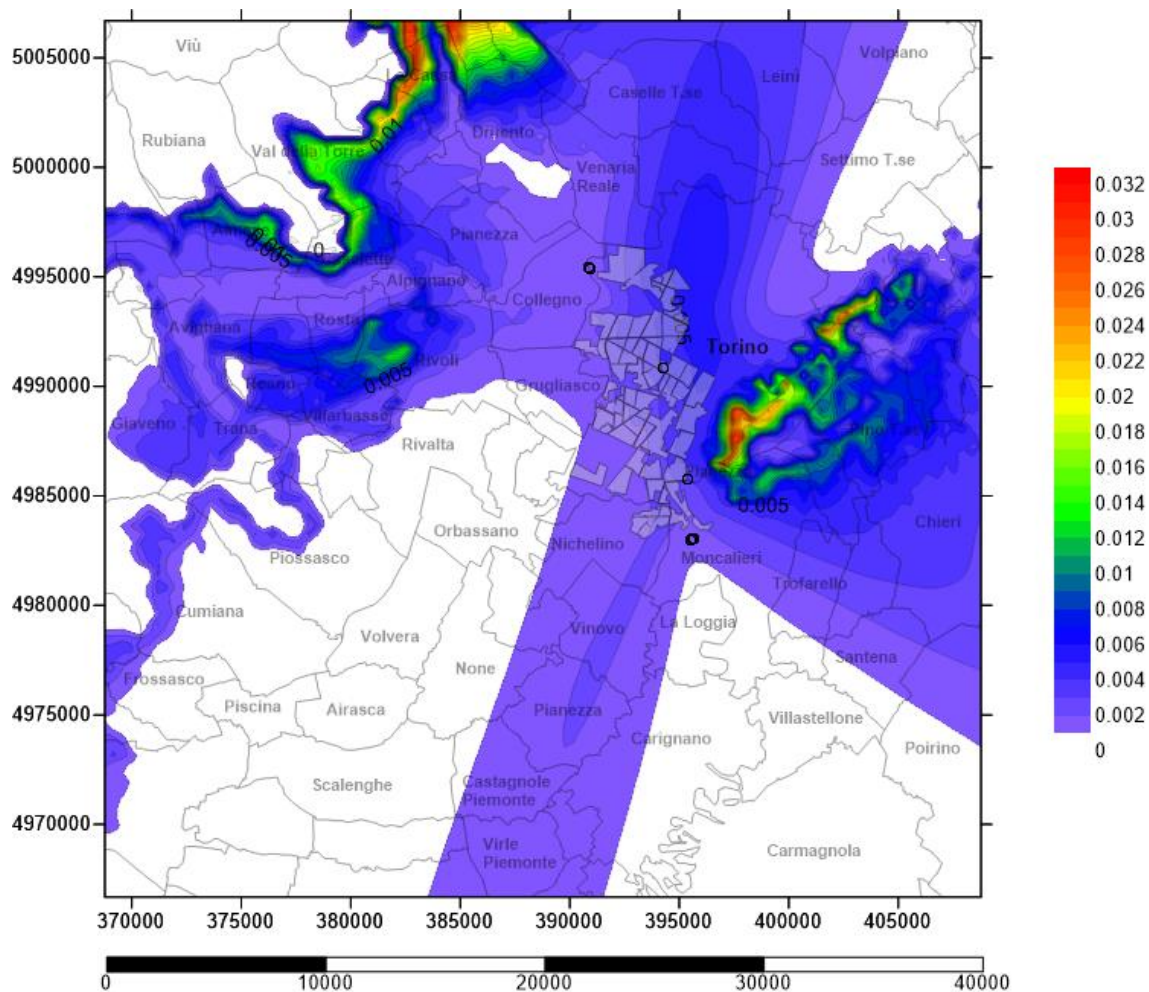 5005000
5000000
4995000
4990000
4985000
4980000
4975000
4970000
370000
375000
380000
385000
390000
395000
400000
405000
0
10000
20000
30000
40000
Viù
Volpiano
Leinì
Caselle T.se
0.01
Druento
Rubiana
Val della Torre
Settimo T.se
Venaria
Reale
0.005
0
Pianezza
Alpignano
Collegno
Avigliana
Rosta
Torino
Rivoli
0.005
Reano
Grugliasco
Giaveno
Trana
Villarbasse
Rivalta
0.005
Orbassano
Nichelino
Chieri
Piossasco
Moncalieri
Trofarello
Cumiana
Volvera
Vinovo
La Loggia
None
Santena
Frossasco
Piscina
Airasca
Pianezza
Villastellone
Carignano
Poirino
Scalenghe
Castagnole
Piemonte
Virle
Piemonte
Carmagnola
0.032
0.03
0.028
0.026
0.024
0.022
0.02
0.018
0.016
0.014
0.012
0.01
0.008
0.006
0.004
0.002
0